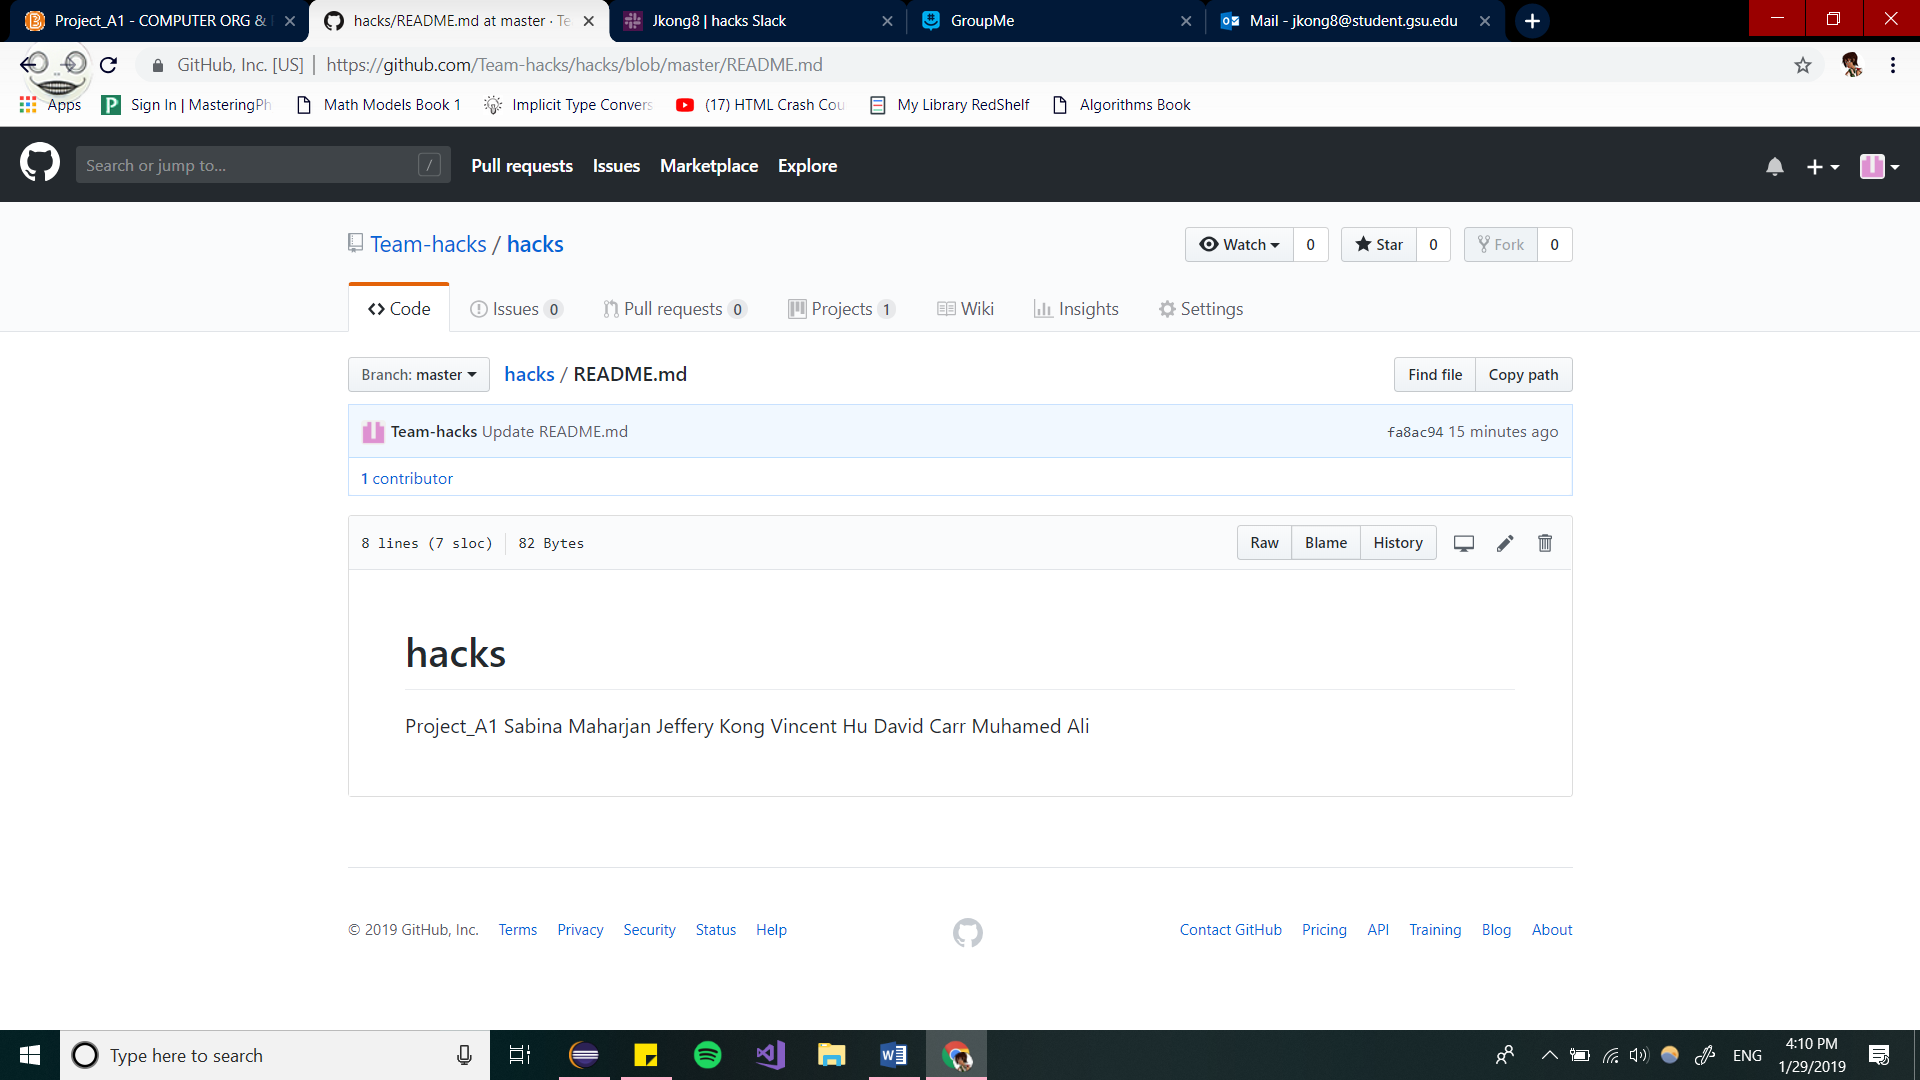 Project_A1 - COMPUTER ORG &
hacks/README.md at master · Te
Jkong8 | hacks Slack
GroupMe
Mail - jkong8@student.gsu.edu
GitHub, Inc. [US] | https://github.com/Team-hacks/hacks/blob/master/README.md
Apps
Sign In | MasteringPh
Math Models Book 1
Implicit Type Convers
(17) HTML Crash Cou
My Library RedShelf
Algorithms Book
Search or jump to... /
Pull requests Issues Marketplace Explore
Team-hacks / hacks
Watch 0 Star 0 Fork 0
Code Issues 0 Pull requests 0 Projects 1 Wiki Insights Settings
Branch: master hacks / README.md
Find file Copy path
Team-hacks Update README.md
fa8ac94 15 minutes ago
1 contributor
8 lines (7 sloc) 82 Bytes
Raw Blame History
hacks
Project_A1 Sabina Maharjan Jeffery Kong Vincent Hu David Carr Muhamed Ali
© 2019 GitHub, Inc. Terms Privacy Security Status Help
Contact GitHub Pricing API Training Blog About
Type here to search
ENG
4:10 PM
1/29/2019